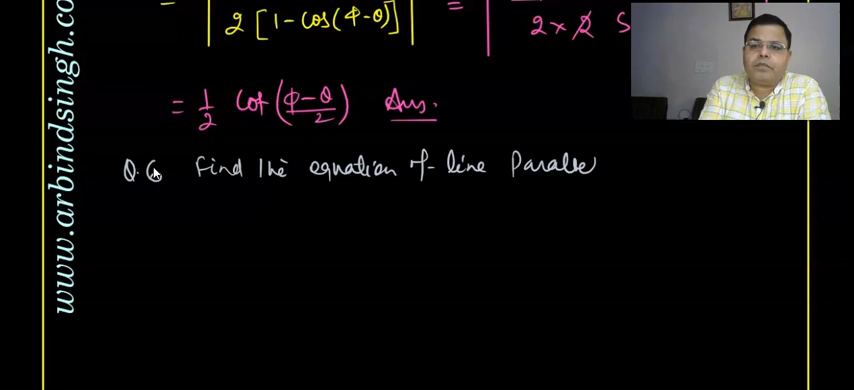 =
2 [1-cos(φ-θ)]
=
2 × 2 S
= 1/2 cot(φ-θ/2) Ans.
Q.6 Find the equation of line Paralle
www.arbindsingh.co